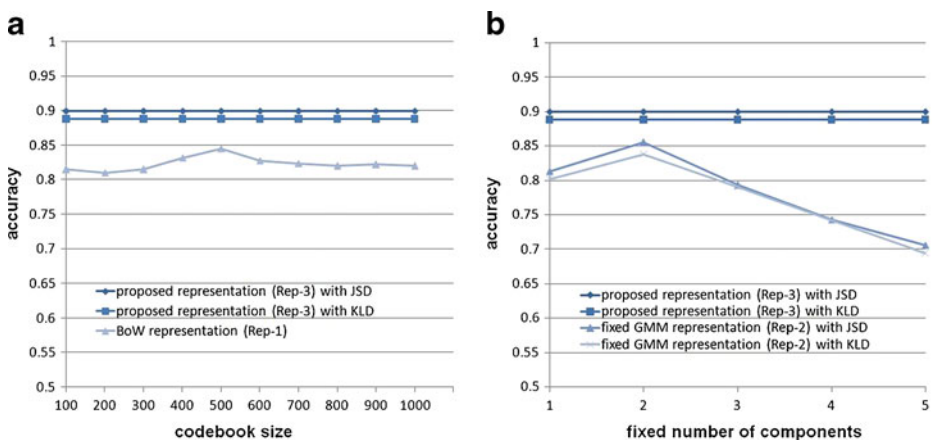 a
1
0.95
0.9
0.85
0.8
0.75
0.7
0.65
0.6
0.55
0.5
accuracy
proposed representation (Rep-3) with JSD
proposed representation (Rep-3) with KLD
BoW representation (Rep-1)
100 200 300 400 500 600 700 800 900 1000
codebook size
b
1
0.95
0.9
0.85
0.8
0.75
0.7
0.65
0.6
0.55
0.5
accuracy
proposed representation (Rep-3) with JSD
proposed representation (Rep-3) with KLD
fixed GMM representation (Rep-2) with JSD
fixed GMM representation (Rep-2) with KLD
1 2 3 4 5
fixed number of components